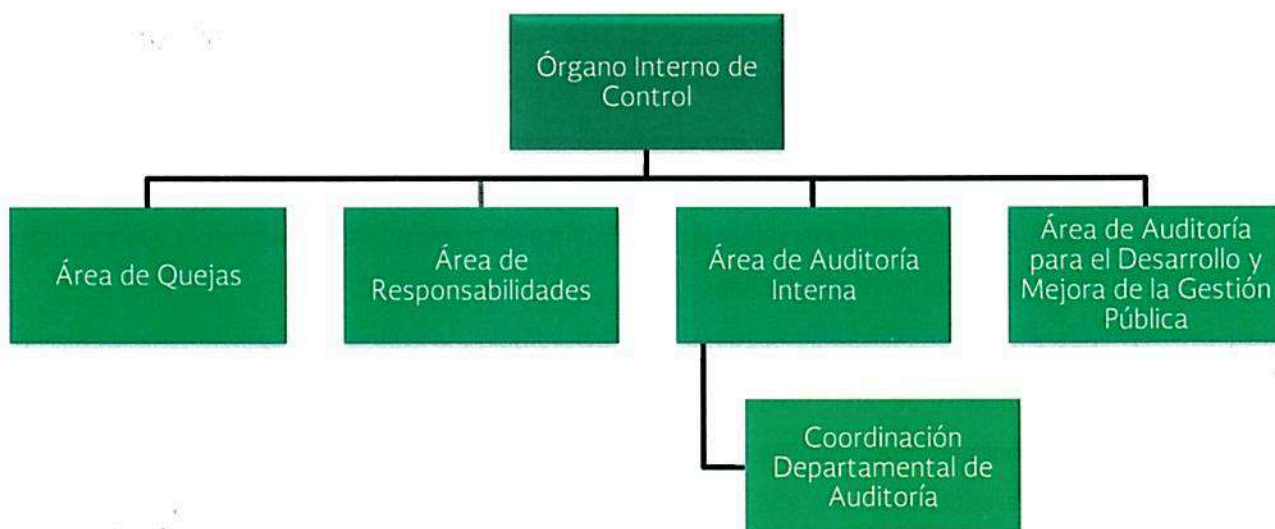 Órgano Interno de
Control
Área de Quejas
Área de
Responsabilidades
Área de Auditoría
Interna
Área de Auditoría
para el Desarrollo y
Mejora de la Gestión
Pública
Coordinación
Departamental de
Auditoría